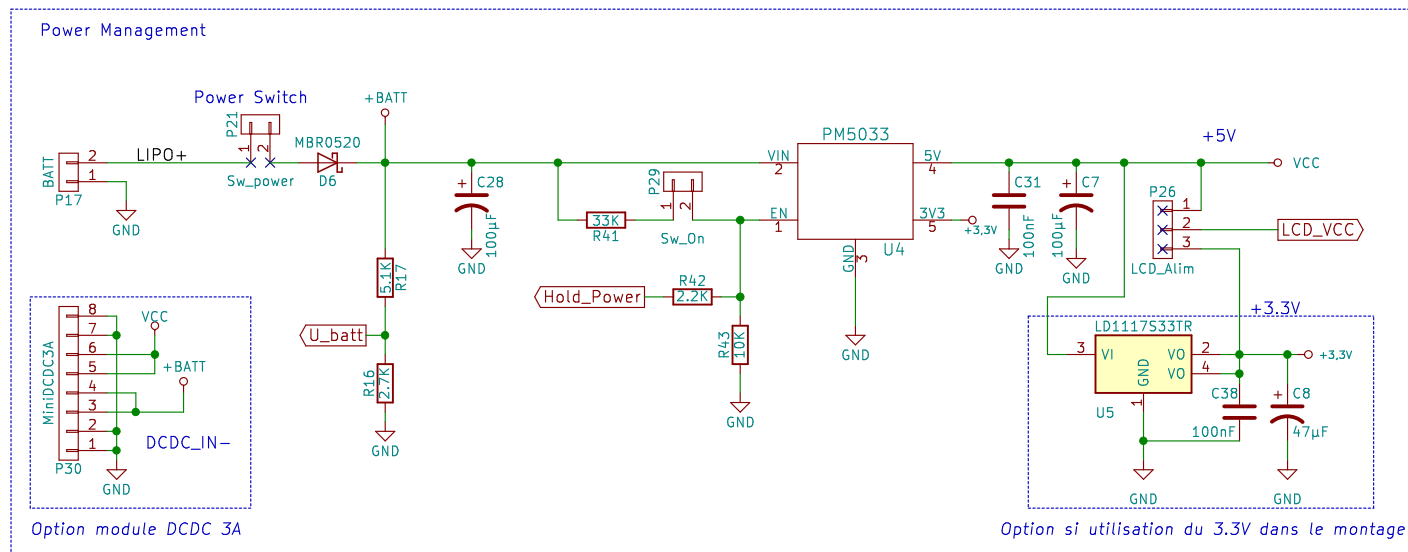 Power Management
Power Switch
+BATT
P21
1
2
Sw_power
MBR0520
D6
BATT
2
1
P17
LIPO+
GND
C28
+
100µF
GND
33K
R41
P29
1
2
Sw_On
PM5033
VIN
2
EN
1
5V
4
3V3
5
GND
3
U4
+3,3V
GND
C31
100nF
GND
C7
+
100µF
GND
+5V
VCC
P26
1
2
3
LCD_Alim
LCD_VCC
Hold_Power
R42
2.2K
R43
10K
GND
5.1K
R17
U_batt
R16
2.7K
GND
MiniDCDC3A
8
7
6
5
4
3
2
1
P30
VCC
+BATT
DCDC_IN-
GND
Option module DCDC 3A
+3.3V
LD1117S33TR
3
VI
GND
1
VO
2
VO
4
U5
+3,3V
C38
100nF
C8
+
47µF
GND
GND
Option si utilisation du 3.3V dans le montage